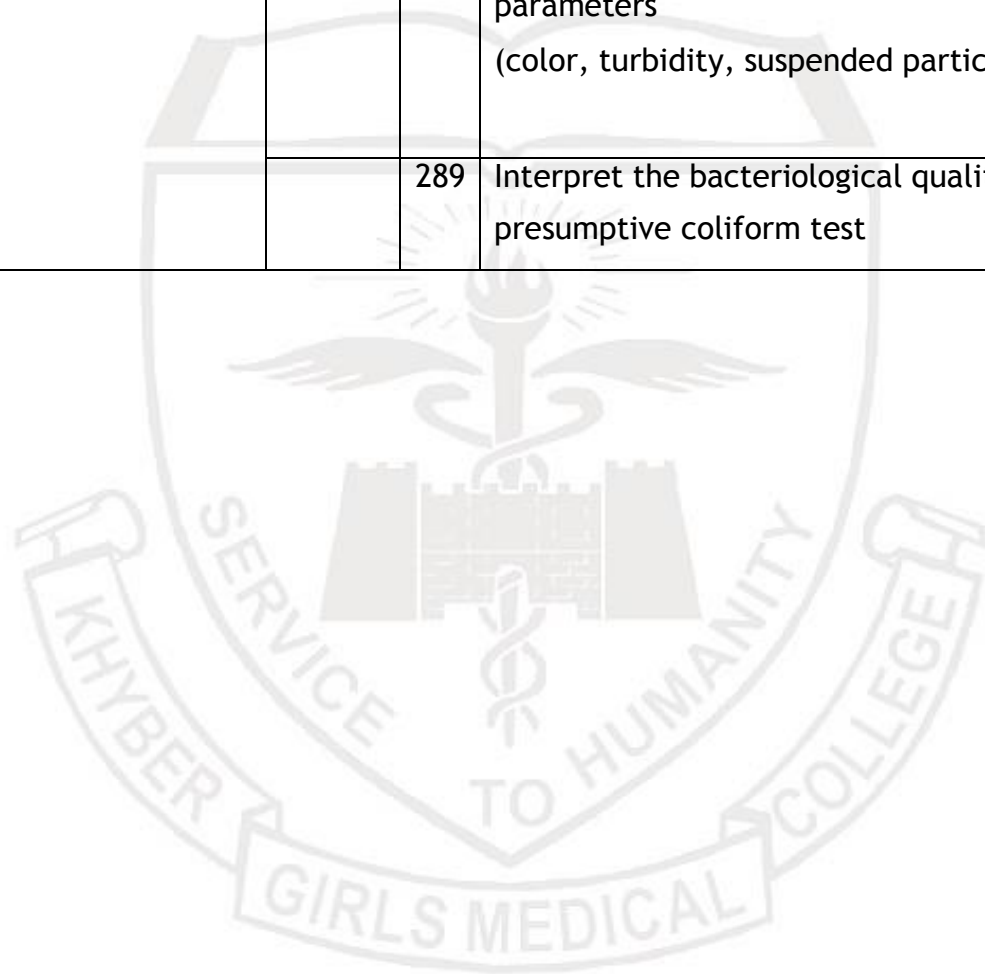 parameters
(color, turbidity, suspended partic
289 Interpret the bacteriological quali
presumptive coliform test
SERVICE TO HUMANITY
KHYBER GIRLS MEDICAL COLLEGE